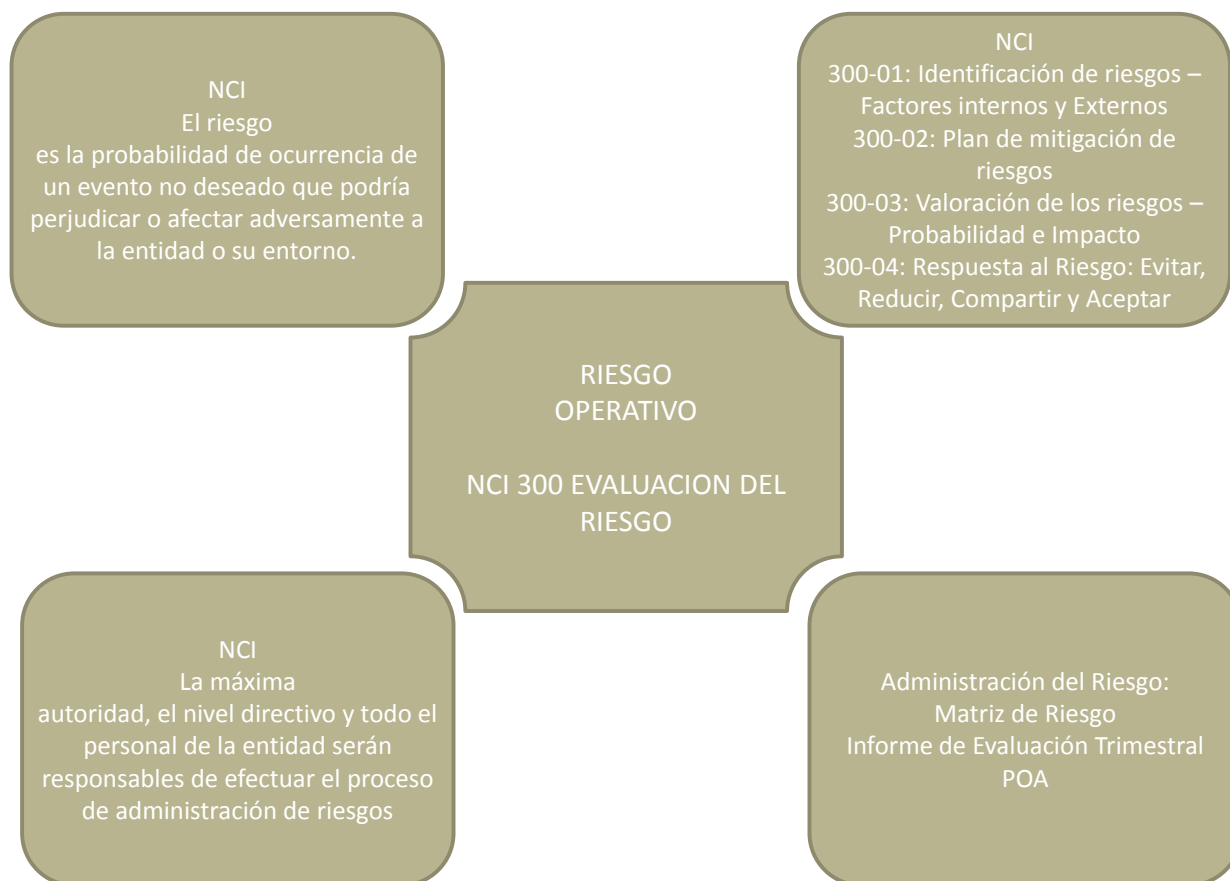 NCI
El riesgo
es la probabilidad de ocurrencia de
un evento no deseado que podría
perjudicar o afectar adversamente a
la entidad o su entorno.
NCI
300-01: Identificación de riesgos –
Factores internos y Externos
300-02: Plan de mitigación de
riesgos
300-03: Valoración de los riesgos –
Probabilidad e Impacto
300-04: Respuesta al Riesgo: Evitar,
Reducir, Compartir y Aceptar
RIESGO
OPERATIVO
NCI 300 EVALUACION DEL
RIESGO
NCI
La máxima
autoridad, el nivel directivo y todo el
personal de la entidad serán
responsables de efectuar el proceso
de administración de riesgos
Administración del Riesgo:
Matriz de Riesgo
Informe de Evaluación Trimestral
POA